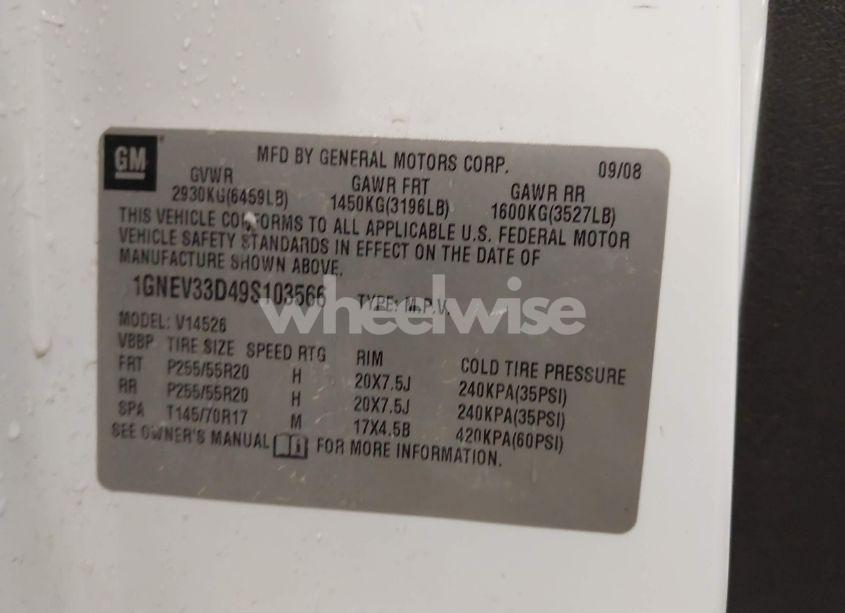 GM
MFD BY GENERAL MOTORS CORP. 09/08
GVWR GAWR FRT GAWR RR
2930KG(6459LB) 1450KG(3196LB) 1600KG(3527LB)
THIS VEHICLE CONFORMS TO ALL APPLICABLE U.S. FEDERAL MOTOR
VEHICLE SAFETY STANDARDS IN EFFECT ON THE DATE OF
MANUFACTURE SHOWN ABOVE.
1GNEV33D49S103566 TYPE: M.P.V.
wheelwise
MODEL: V14526
VBBP TIRE SIZE SPEED RTG RIM COLD TIRE PRESSURE
FRT P255/55R20 H 20X7.5J 240KPA(35PSI)
RR P255/55R20 H 20X7.5J 240KPA(35PSI)
SPA T145/70R17 M 17X4.5B 420KPA(60PSI)
SEE OWNER'S MANUAL FOR MORE INFORMATION.